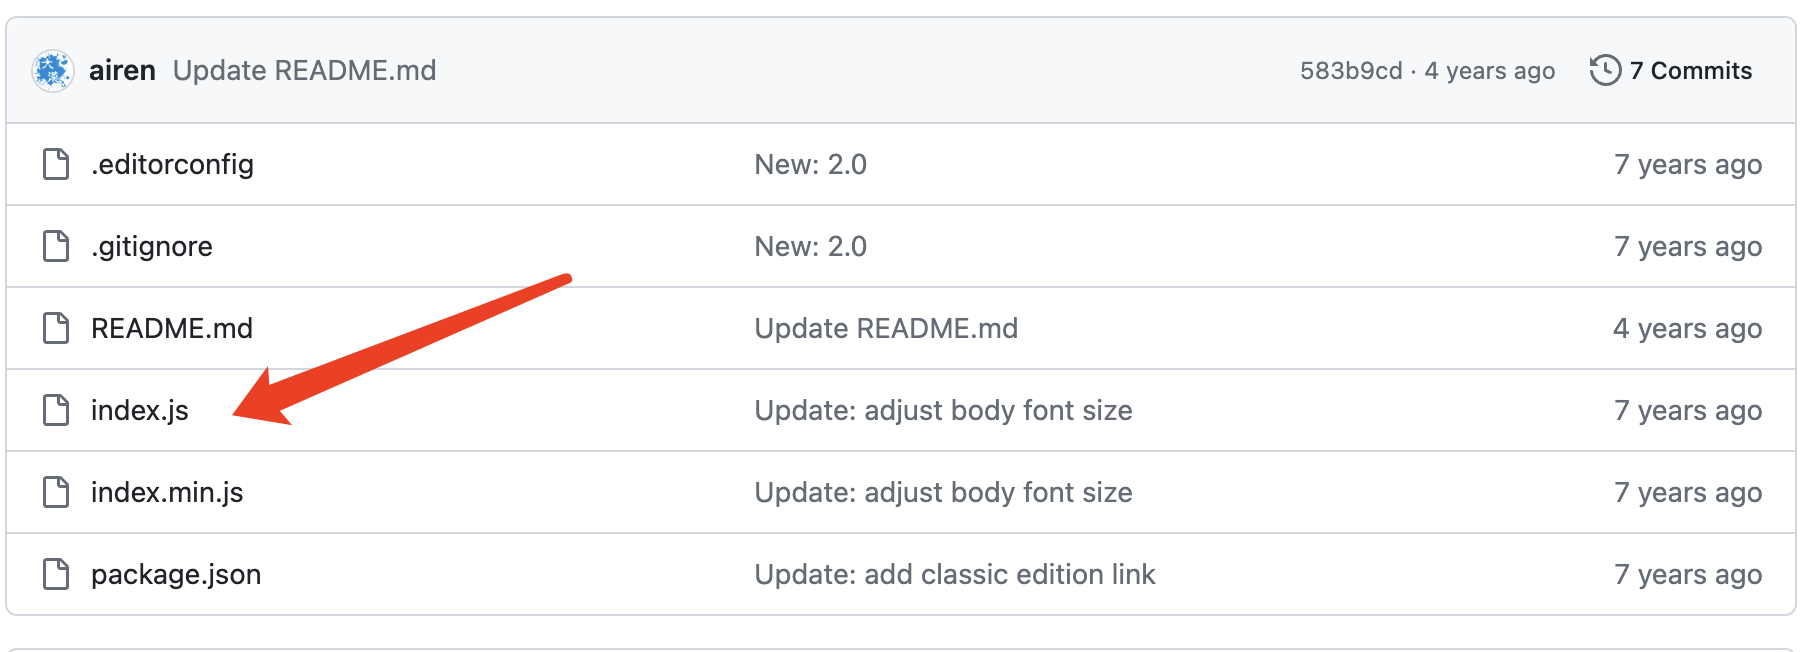 airen Update README.md 583b9cd · 4 years ago 7 Commits
.editorconfig New: 2.0 7 years ago
.gitignore New: 2.0 7 years ago
README.md Update README.md 4 years ago
index.js Update: adjust body font size 7 years ago
index.min.js Update: adjust body font size 7 years ago
package.json Update: add classic edition link 7 years ago